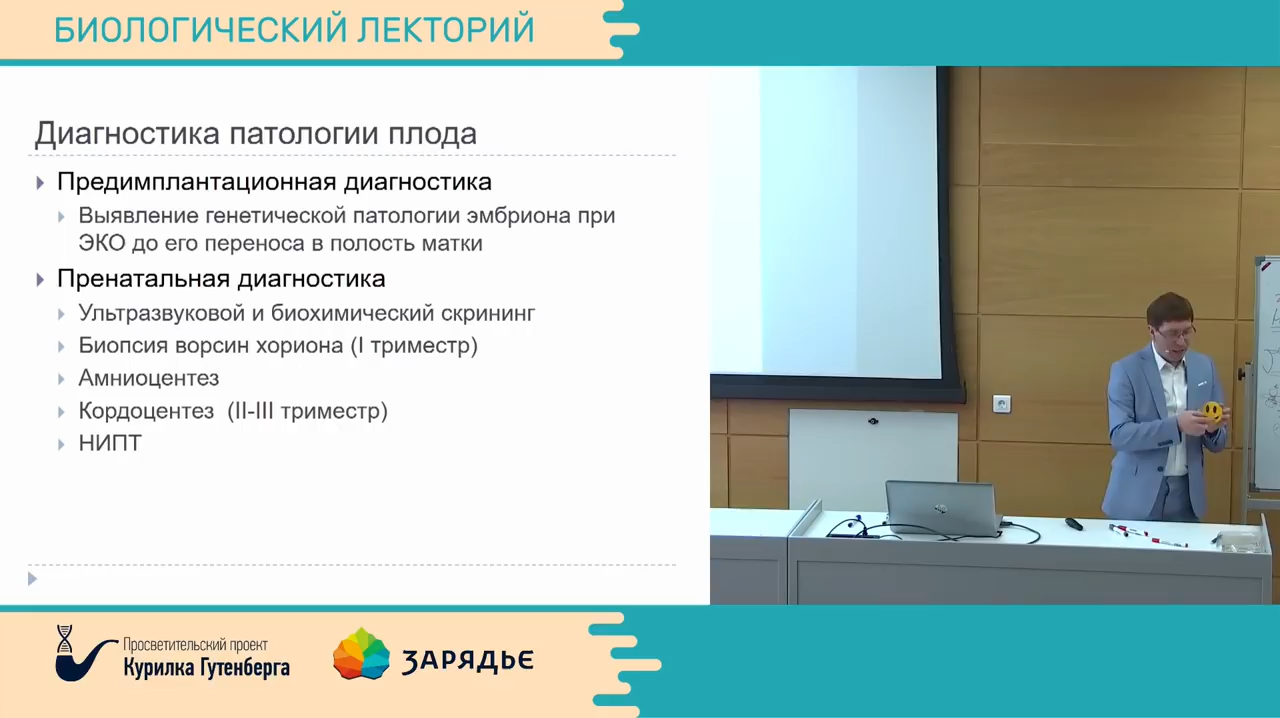 БИОЛОГИЧЕСКИЙ ЛЕКТОРИЙ
Диагностика патологии плода
Предимплантационная диагностика
Выявление генетической патологии эмбриона при
ЭКО до его переноса в полость матки
Пренатальная диагностика
Ультразвуковой и биохимический скрининг
Биопсия ворсин хориона (I триместр)
Амниоцентез
Кордоцентез (II-III триместр)
НИПТ
Просветительский проект
Курилка Гутенберга
ЗАРЯДЬЕ